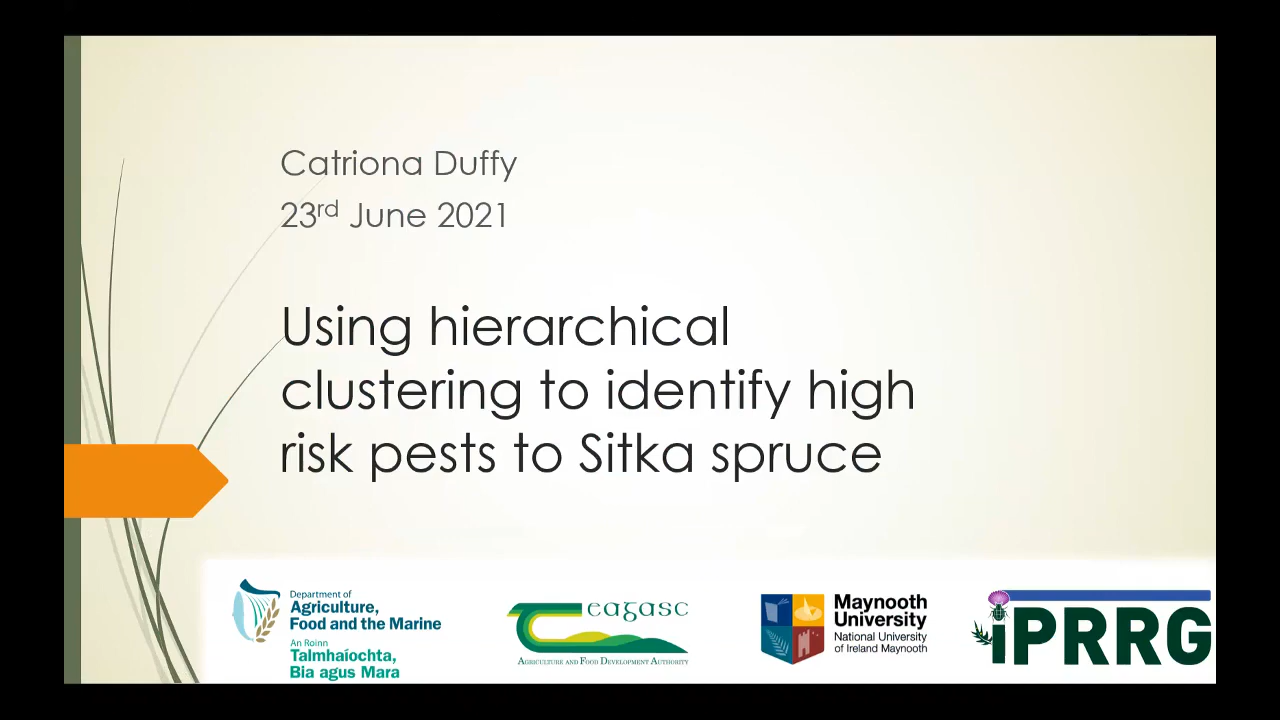 Catriona Duffy
23rd June 2021
Using hierarchical
clustering to identify high
risk pests to Sitka spruce
Department of
Agriculture,
Food and the Marine
An Roinn
Talmhaíochta,
Bia agus Mara
Teagasc
AGRICULTURE AND FOOD DEVELOPMENT AUTHORITY
Maynooth
University
National University
of Ireland Maynooth
iPRRG